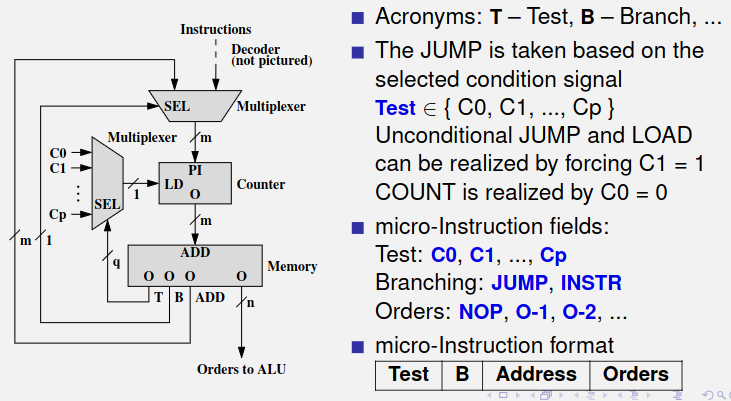 Instructions
Decoder
(not pictured)
SEL
Multiplexer
m
Multiplexer
C0
C1
⋮
Cp
SEL
1
PI
LD
O
Counter
m
m
1
q
ADD
O O O O
Memory
T B ADD
n
Orders to ALU
Acronyms: T – Test, B – Branch, ...
The JUMP is taken based on the
selected condition signal
Test ∈ { C0, C1, ..., Cp }
Unconditional JUMP and LOAD
can be realized by forcing C1 = 1
COUNT is realized by C0 = 0
micro-Instruction fields:
Test: C0, C1, ..., Cp
Branching: JUMP, INSTR
Orders: NOP, O-1, O-2, ...
micro-Instruction format
Test B Address Orders